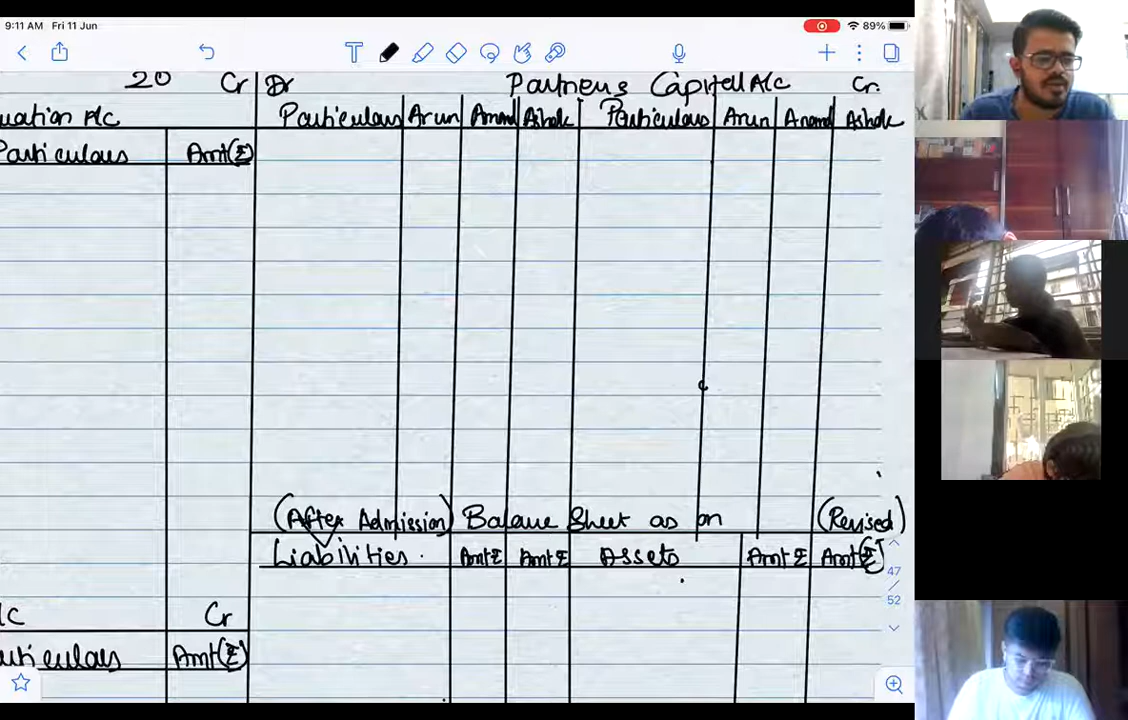 9:11 AM Fri 11 Jun
89%
20 Cr
uation A/c
Particulars Amt(₹)
Dr Partners Capital A/c Cr.
Particulars Arun Anand Ashok Particulars Arun Anand Ashok
(After Admission) Balance Sheet as on (Revised)
Liabilities. Amt ₹ Amt ₹ Assets Amt ₹ Amt(₹)
47
/
52
/C Cr
rticulars Amt(₹)